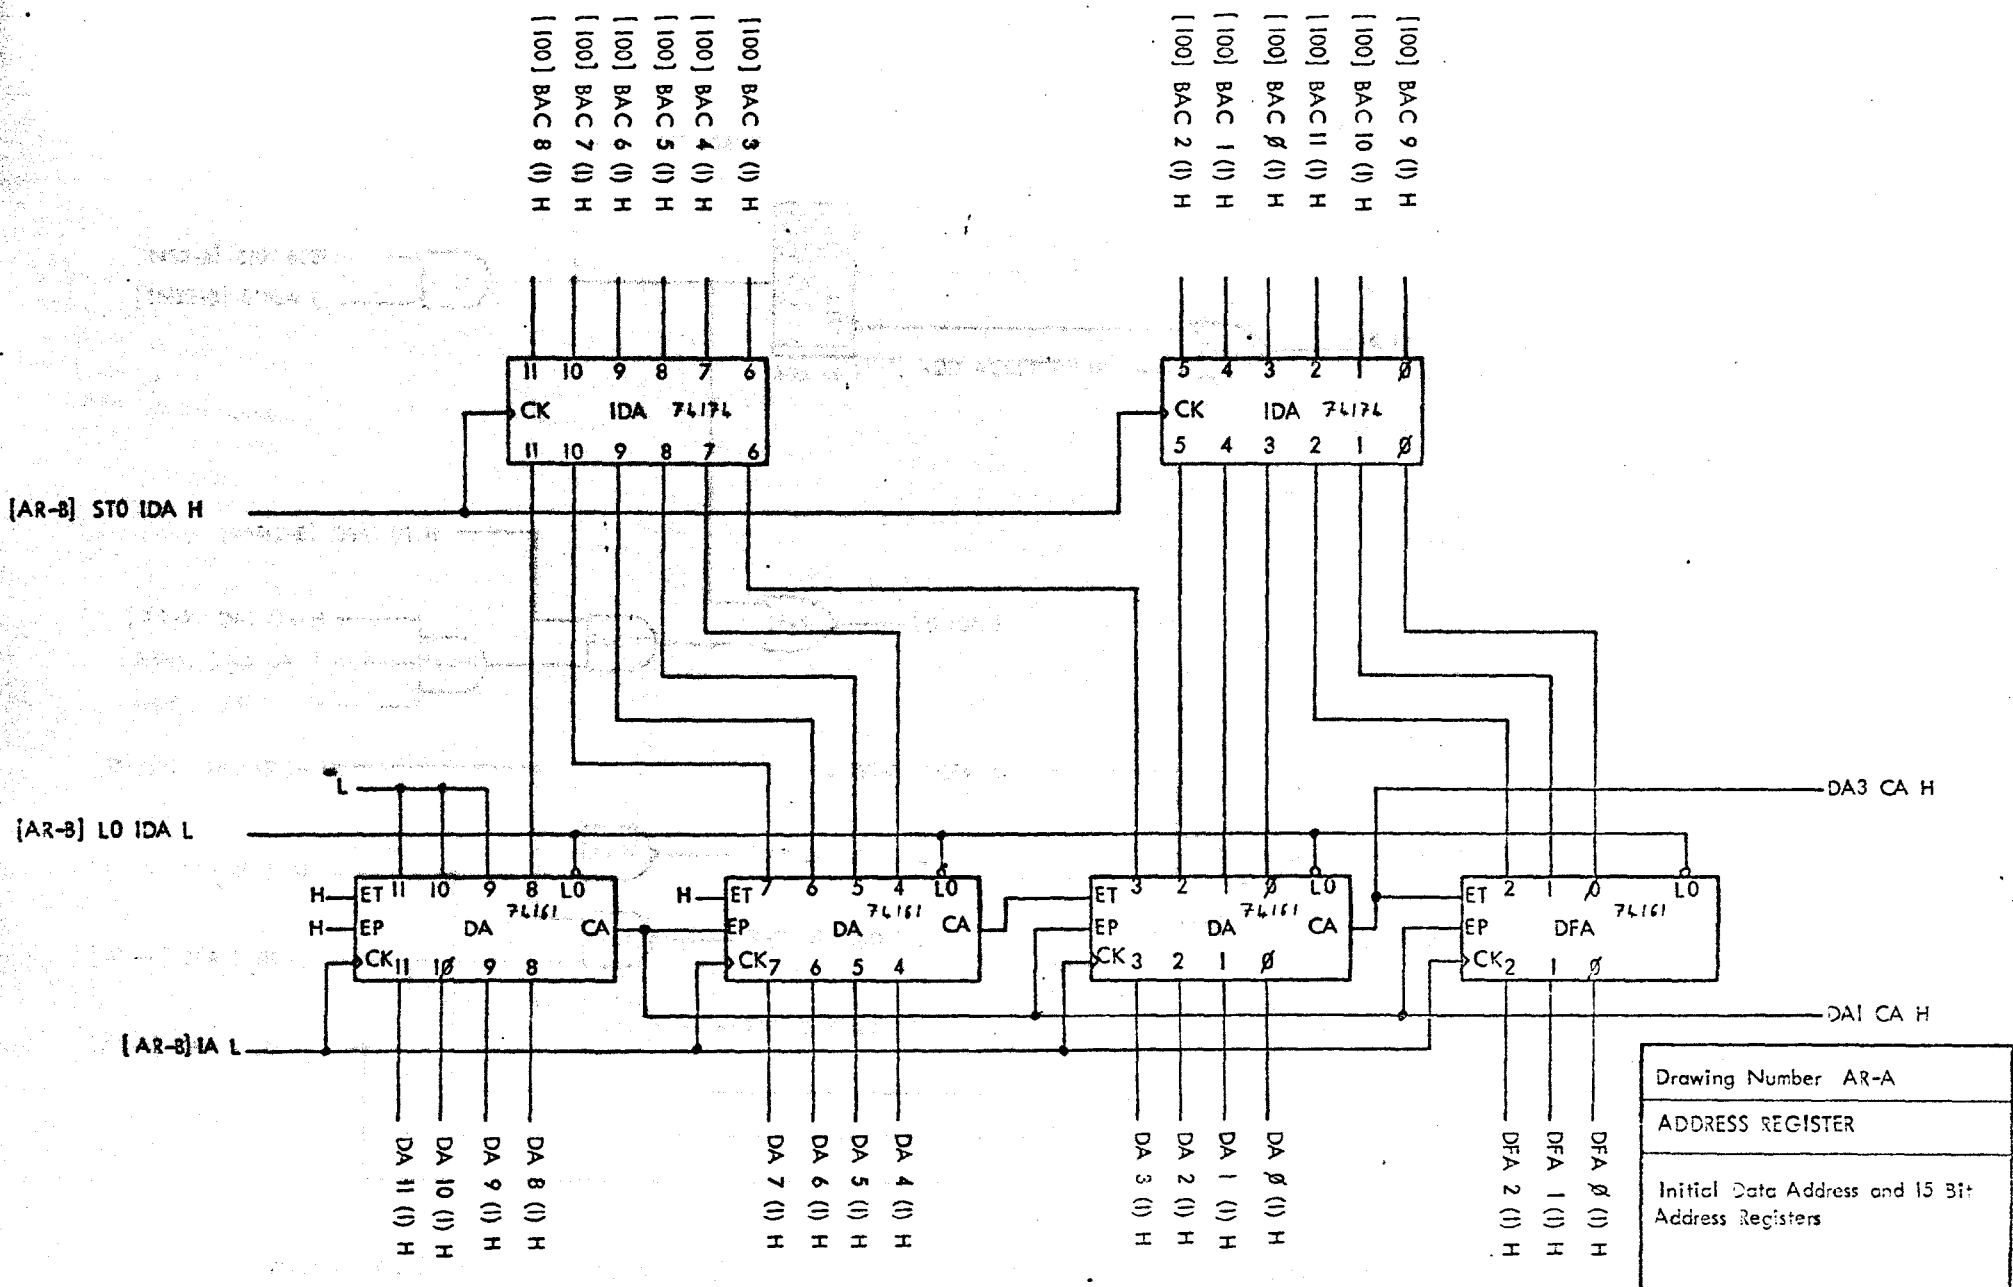 [100] BAC 8 (1) H
[100] BAC 7 (1) H
[100] BAC 6 (1) H
[100] BAC 5 (1) H
[100] BAC 4 (1) H
[100] BAC 3 (1) H
[100] BAC 2 (1) H
[100] BAC 1 (1) H
[100] BAC Ø (1) H
[100] BAC 11 (1) H
[100] BAC 10 (1) H
[100] BAC 9 (1) H
11 10 9 8 7 6
CK IDA 74174
11 10 9 8 7 6
5 4 3 2 1 Ø
CK IDA 74174
5 4 3 2 1 Ø
[AR-B] STO IDA H
L
DA3 CA H
[AR-B] LO IDA L
H ET 11 10 9 8 LO
74161
H EP DA CA
CK 11 1Ø 9 8
H ET 7 6 5 4 LO
74161
EP DA CA
CK 7 6 5 4
ET 3 2 1 Ø LO
74161
EP DA CA
CK 3 2 1 Ø
ET 2 1 Ø LO
74161
EP DFA
CK 2 1 Ø
DA1 CA H
[AR-B] IA L
DA 11 (1) H
DA 10 (1) H
DA 9 (1) H
DA 8 (1) H
DA 7 (1) H
DA 6 (1) H
DA 5 (1) H
DA 4 (1) H
DA 3 (1) H
DA 2 (1) H
DA 1 (1) H
DA Ø (1) H
DFA 2 (1) H
DFA 1 (1) H
DFA Ø (1) H
Drawing Number AR-A
ADDRESS REGISTER
Initial Data Address and 15 Bit
Address Registers